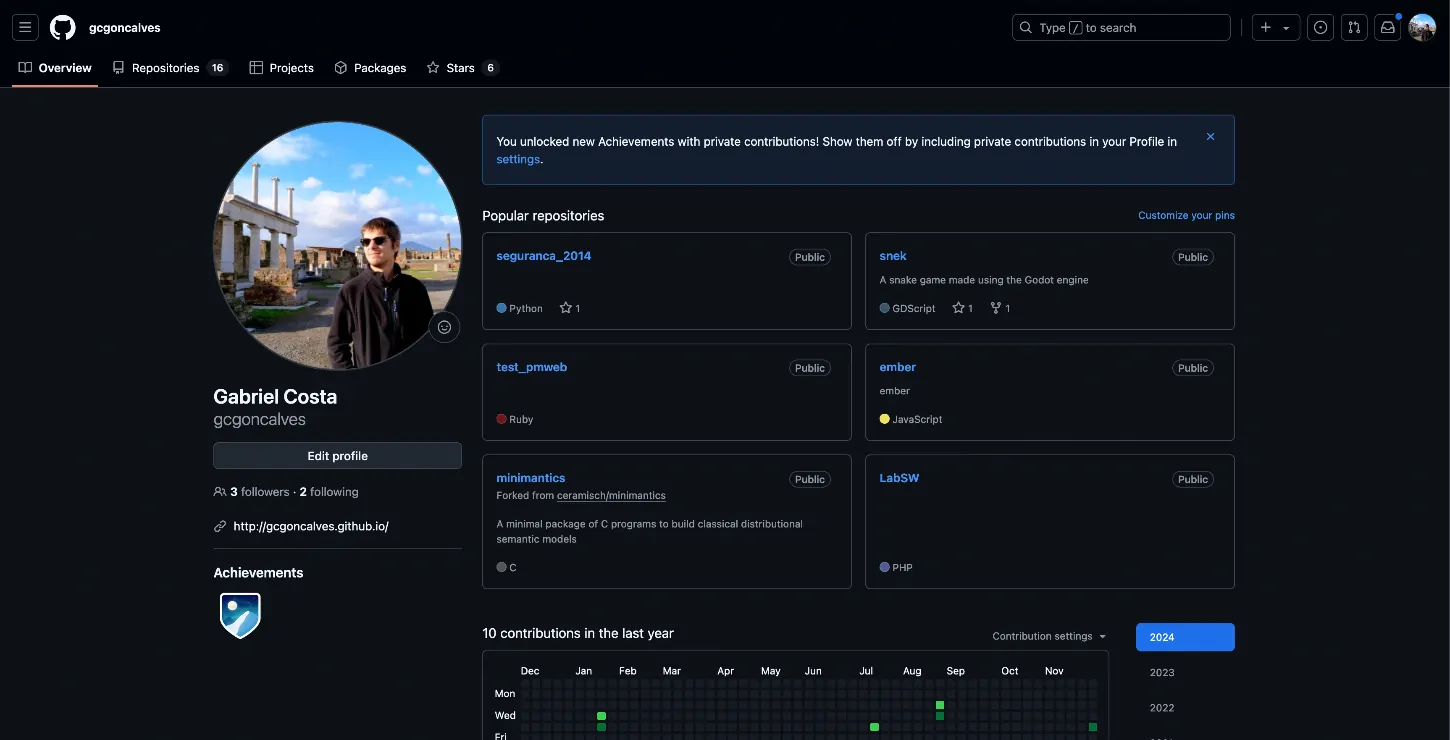 gcgoncalves
Type / to search
Overview
Repositories 16
Projects
Packages
Stars 6
You unlocked new Achievements with private contributions! Show them off by including private contributions in your Profile in
settings.
Popular repositories
Customize your pins
seguranca_2014
Public
Python
1
snek
Public
A snake game made using the Godot engine
GDScript
1
1
test_pmweb
Public
Ruby
ember
Public
ember
JavaScript
minimantics
Public
Forked from ceramisch/minimantics
A minimal package of C programs to build classical distributional
semantic models
C
LabSW
Public
PHP
Gabriel Costa
gcgoncalves
Edit profile
3 followers · 2 following
http://gcgoncalves.github.io/
Achievements
10 contributions in the last year
Contribution settings
2024
2023
2022
Dec Jan Feb Mar Apr May Jun Jul Aug Sep Oct Nov
Mon
Wed
Fri